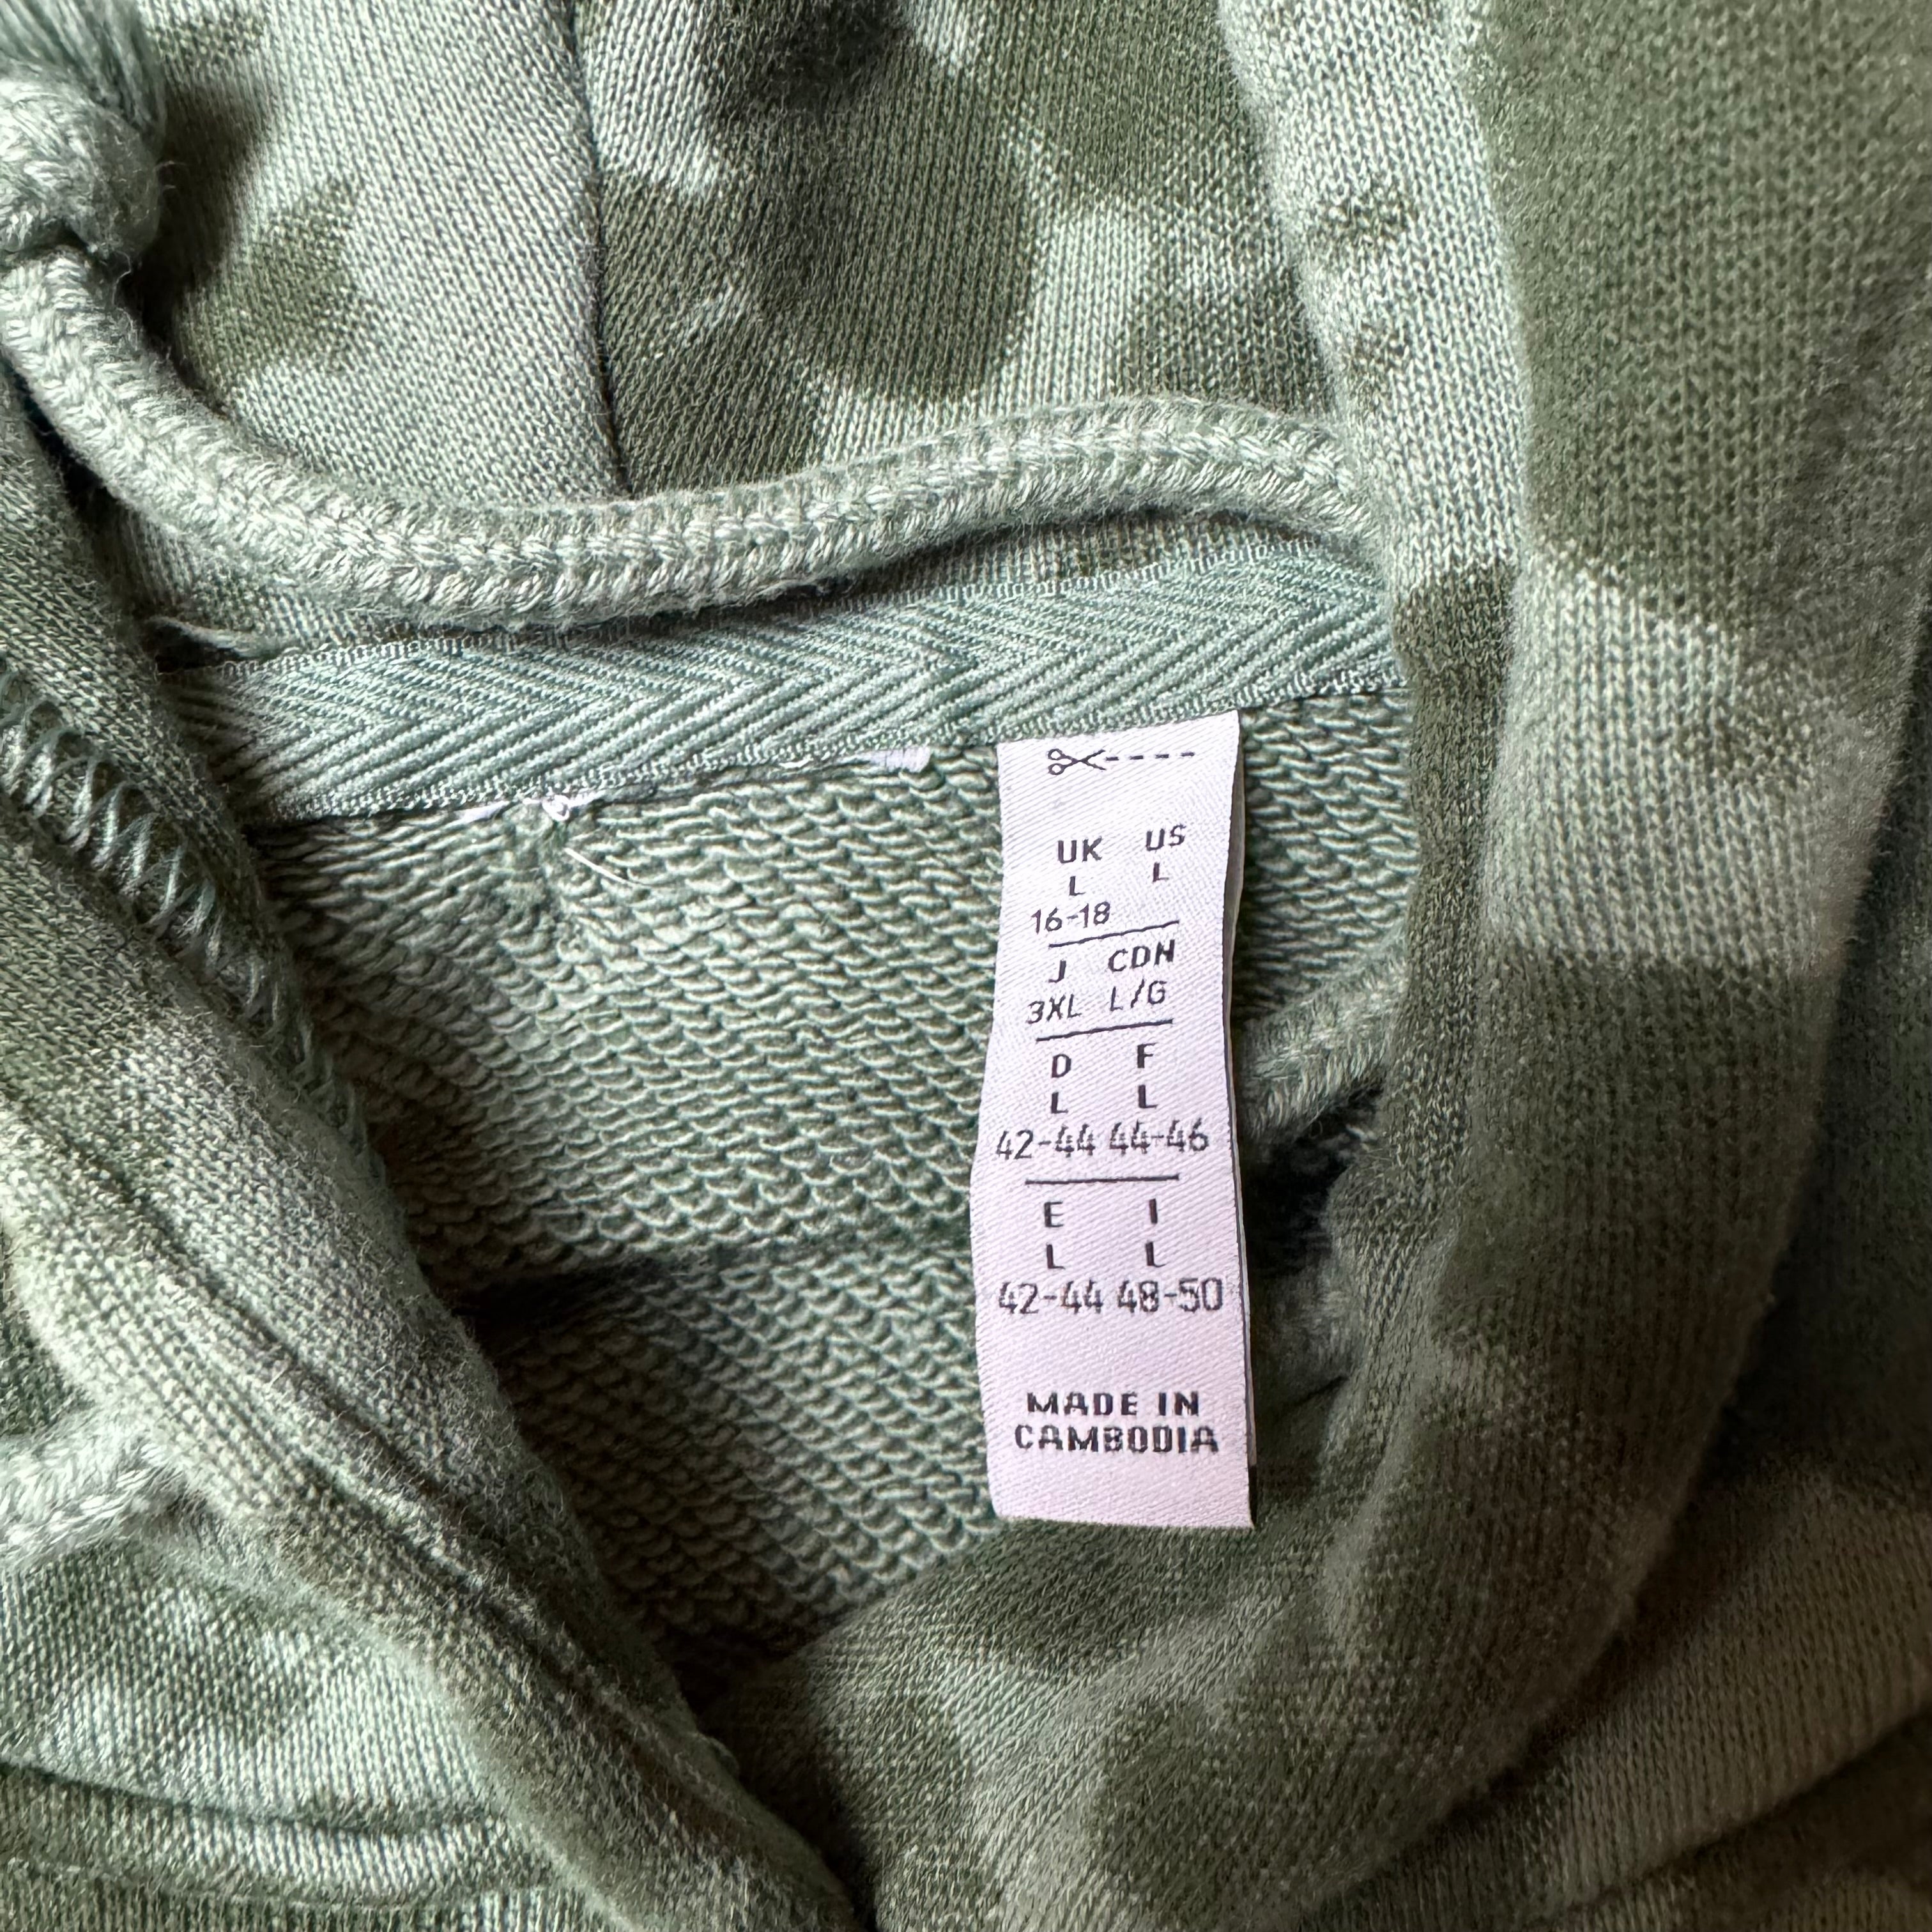 UK US
L L
16-18
J CDN
3XL L/G
D F
L L
42-44 44-46
E I
L L
42-44 48-50
MADE IN
CAMBODIA